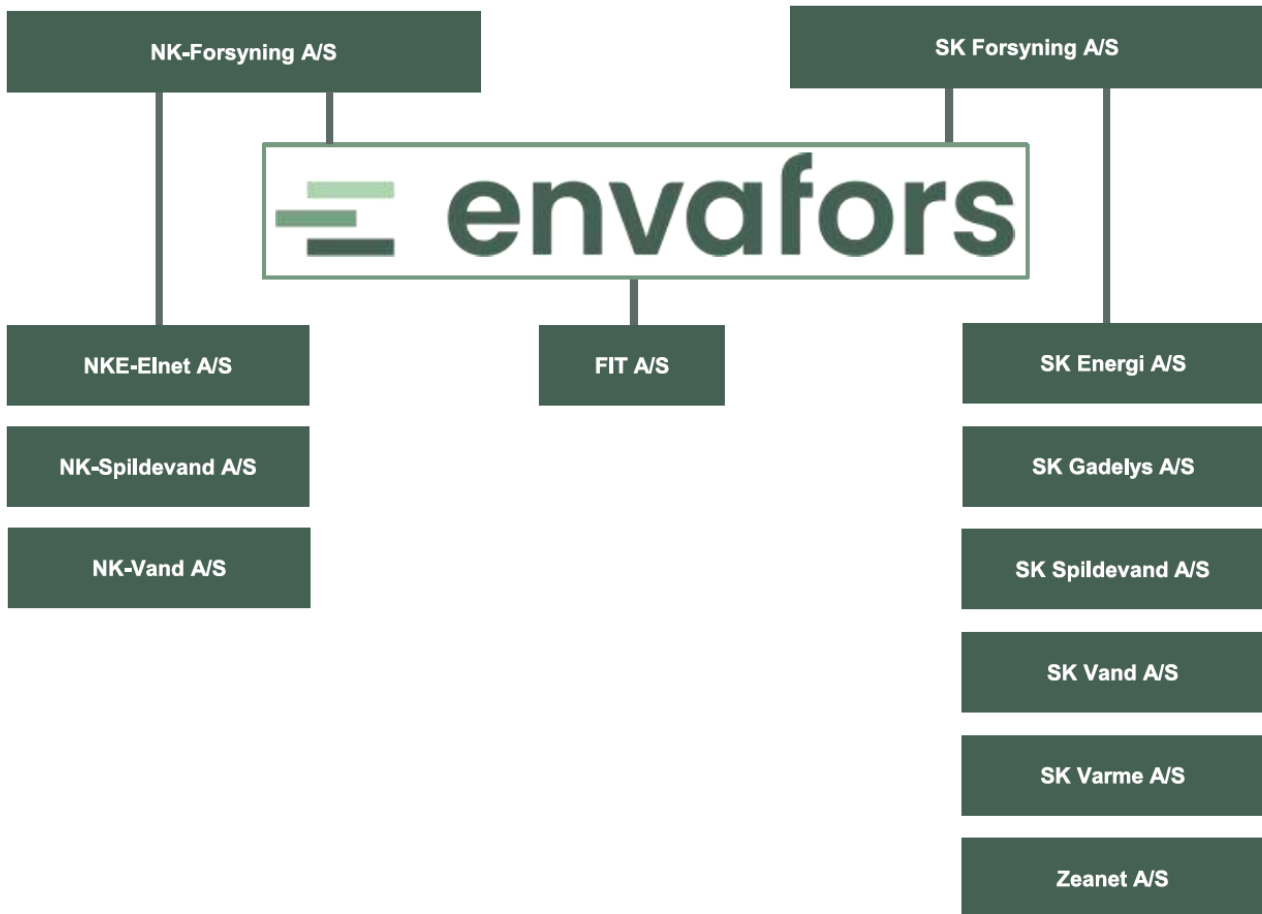 NK-Forsyning A/S
SK Forsyning A/S
envafors
NKE-Elnet A/S
FIT A/S
SK Energi A/S
NK-Spildevand A/S
SK Gadelys A/S
NK-Vand A/S
SK Spildevand A/S
SK Vand A/S
SK Varme A/S
Zeanet A/S